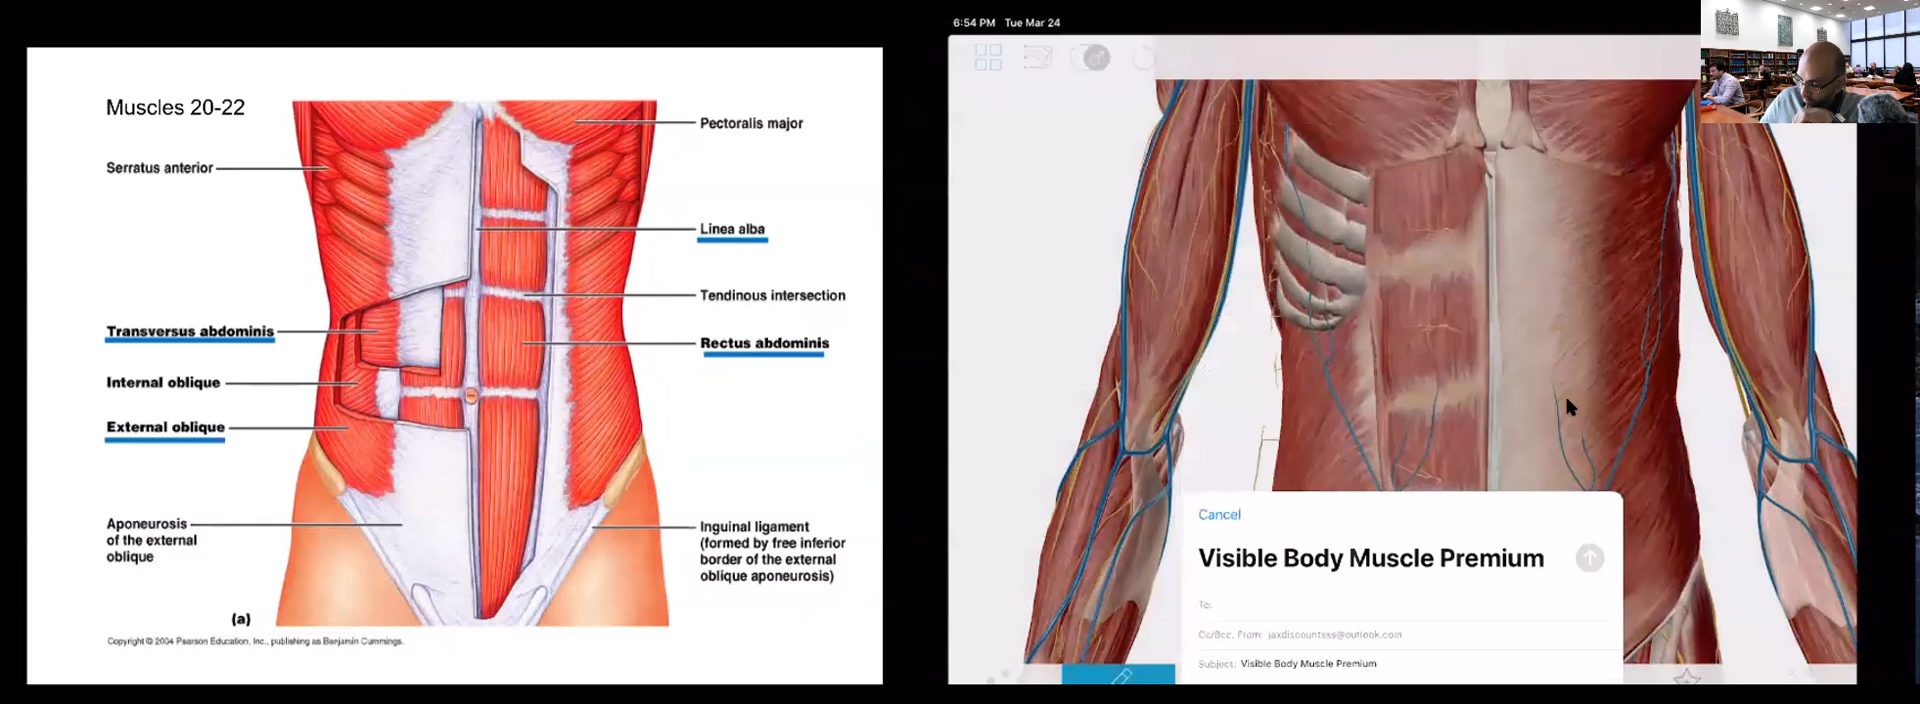 Muscles 20-22
Serratus anterior
Transversus abdominis
Internal oblique
External oblique
Aponeurosis
of the external
oblique
(a)
Copyright © 2004 Pearson Education, Inc., publishing as Benjamin Cummings.
Pectoralis major
Linea alba
Tendinous intersection
Rectus abdominis
Inguinal ligament
(formed by free inferior
border of the external
oblique aponeurosis)
6:54 PM Tue Mar 24
Cancel
Visible Body Muscle Premium
To:
Cc/Bcc, From: jaxdiscountsss@outlook.com
Subject: Visible Body Muscle Premium